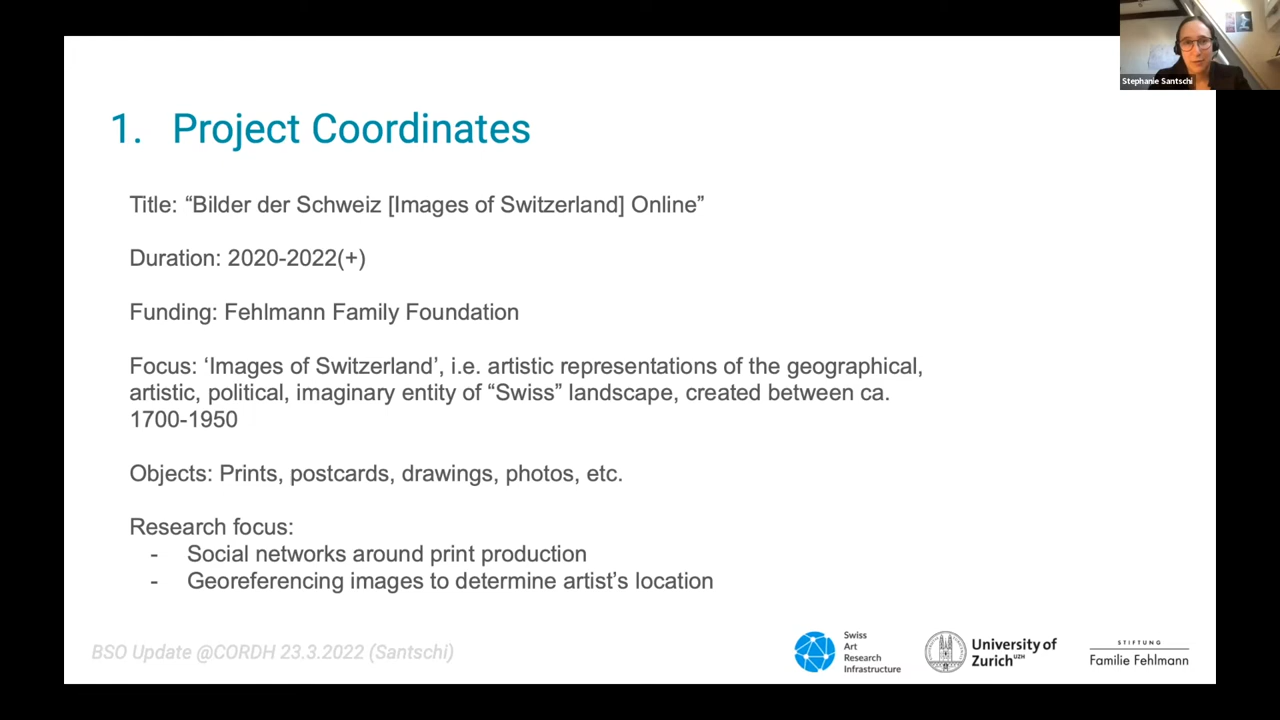 Stephanie Santschi
1. Project Coordinates
Title: “Bilder der Schweiz [Images of Switzerland] Online”
Duration: 2020-2022(+)
Funding: Fehlmann Family Foundation
Focus: ‘Images of Switzerland’, i.e. artistic representations of the geographical,
artistic, political, imaginary entity of “Swiss” landscape, created between ca.
1700-1950
Objects: Prints, postcards, drawings, photos, etc.
Research focus:
- Social networks around print production
- Georeferencing images to determine artist’s location
BSO Update @CORDH 23.3.2022 (Santschi)
Swiss
Art
Research
Infrastructure
University of
Zurich UZH
STIFTUNG
Familie Fehlmann